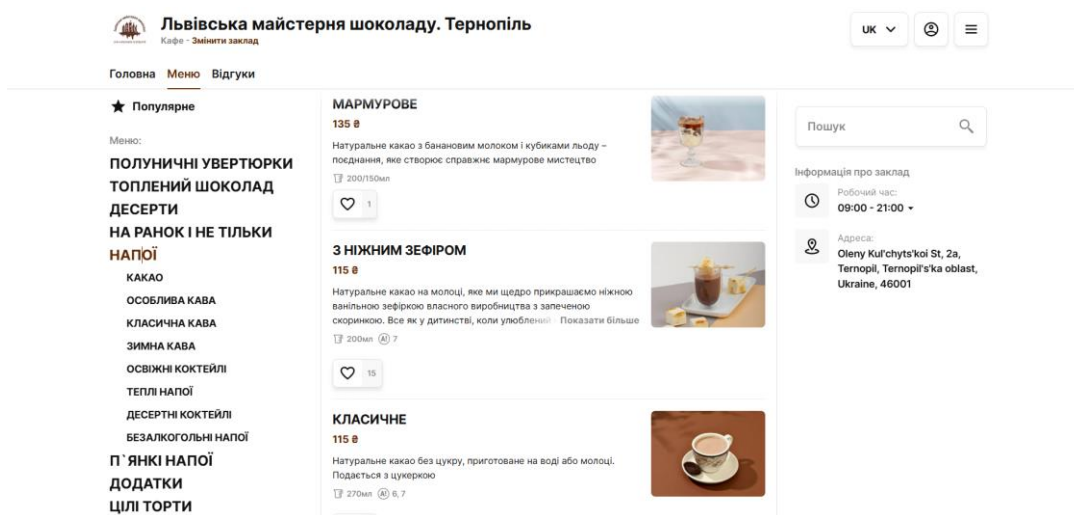 Львівська майстерня шоколаду. Тернопіль
Кафе - Змінити заклад
UK
Головна Меню Відгуки
Популярне
Меню:
ПОЛУНИЧНІ УВЕРТЮРКИ
ТОПЛЕНИЙ ШОКОЛАД
ДЕСЕРТИ
НА РАНОК І НЕ ТІЛЬКИ
НАПОЇ
КАКАО
ОСОБЛИВА КАВА
КЛАСИЧНА КАВА
ЗИМНА КАВА
ОСВІЖНІ КОКТЕЙЛІ
ТЕПЛІ НАПОЇ
ДЕСЕРТНІ КОКТЕЙЛІ
БЕЗАЛКОГОЛЬНІ НАПОЇ
П`ЯНКІ НАПОЇ
ДОДАТКИ
ЦІЛІ ТОРТИ
МАРМУРОВЕ
135 ₴
Натуральне какао з банановим молоком і кубиками льоду –
поєднання, яке створює справжнє мармурове мистецтво
200/150мл
1
З НІЖНИМ ЗЕФІРОМ
115 ₴
Натуральне какао на молоці, яке ми щедро прикрашаємо ніжною
ванільною зефіркою власного виробництва з запеченою
скоринкою. Все як у дитинстві, коли улюблений - Показати більше
200мл Al 7
15
КЛАСИЧНЕ
115 ₴
Натуральне какао без цукру, приготоване на воді або молоці.
Подається з цукеркою
270мл Al 6, 7
Пошук
Інформація про заклад
Робочий час:
09:00 - 21:00
Адреса:
Oleny Kul'chyts'koi St, 2a,
Ternopil, Ternopil's'ka oblast,
Ukraine, 46001